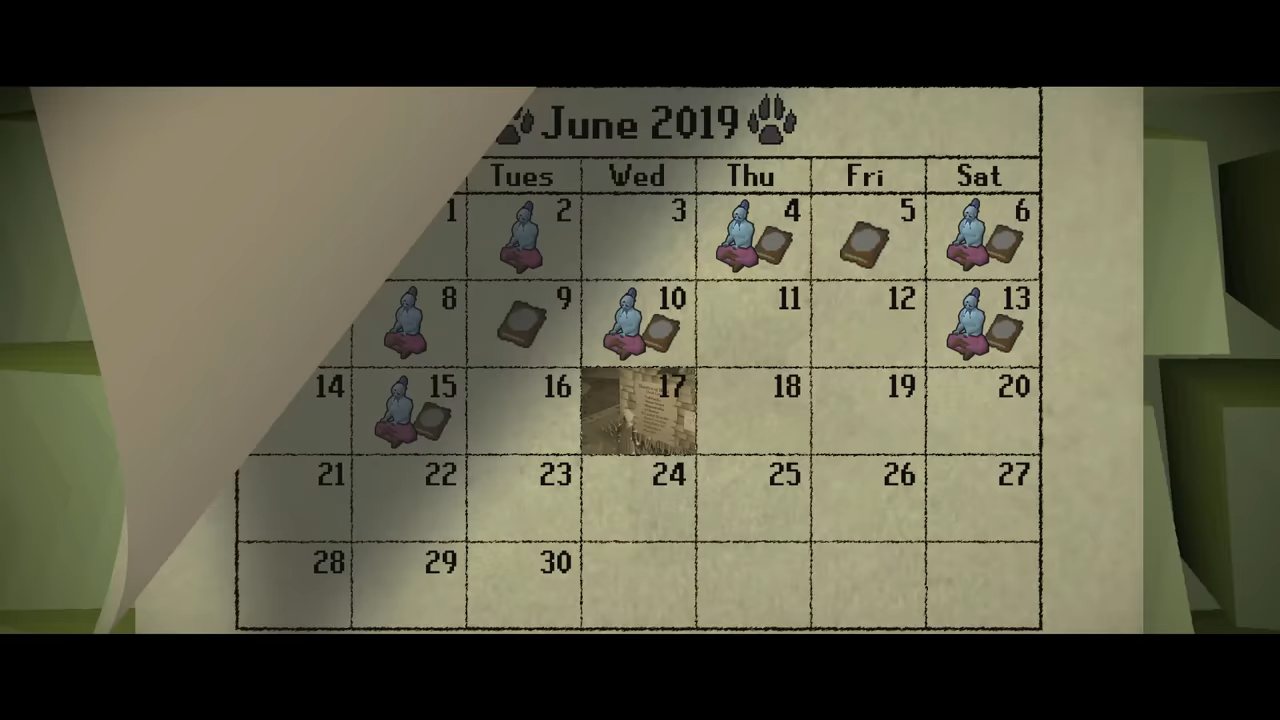 June 2019
Tues Wed Thu Fri Sat
1 2 3 4 5 6
8 9 10 11 12 13
14 15 16 17 18 19 20
21 22 23 24 25 26 27
28 29 30